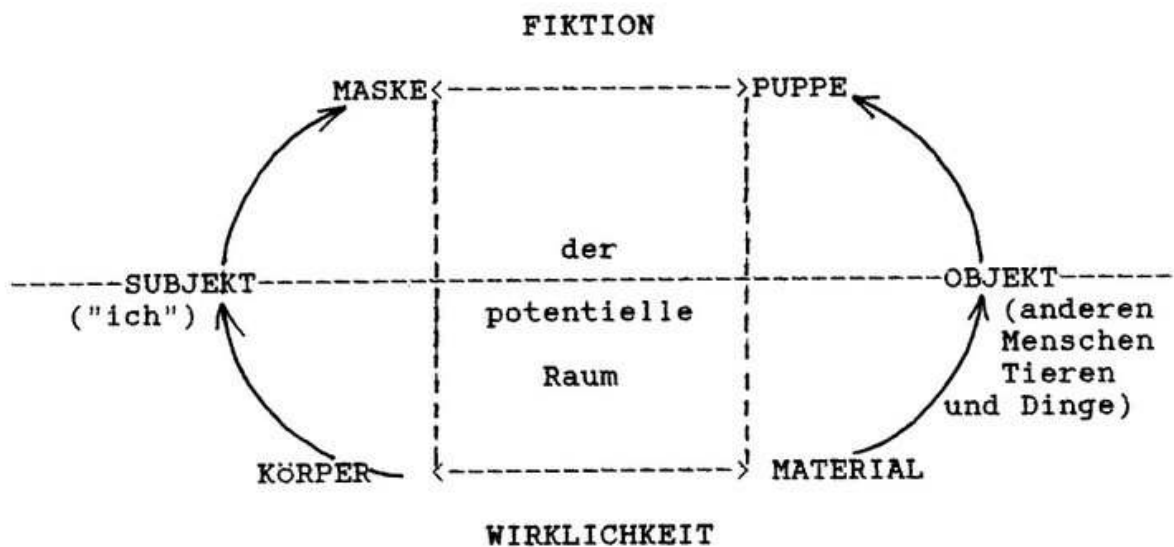 FIKTION
MASKE PUPPE
der
SUBJEKT OBJEKT
("ich") potentielle (anderen
Menschen
Raum Tieren
und Dinge)
KÖRPER MATERIAL
WIRKLICHKEIT